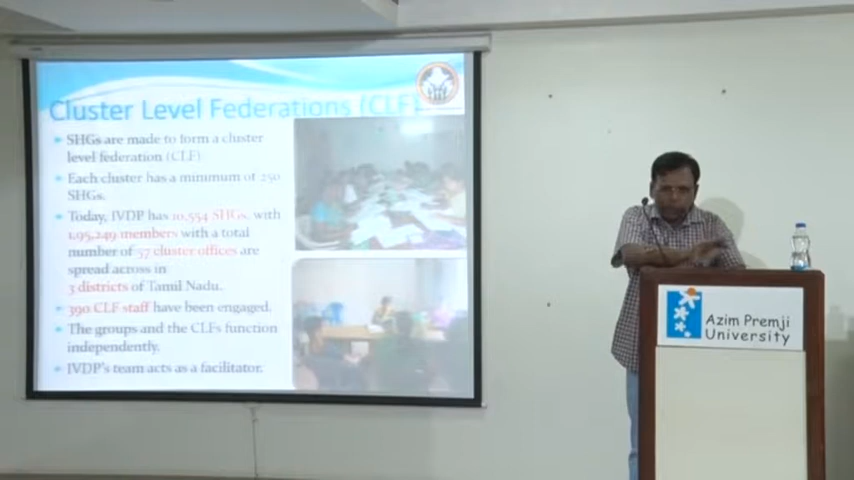 Cluster Level Federations (CLF)
SHGs are made to form a cluster
level federation (CLF).
Each cluster has a minimum of 250
SHGs.
Today, IVDP has 10,554 SHGs, with
1,95,249 members with a total
number of 57 cluster offices are
spread across in
3 districts of Tamil Nadu.
390 CLF staff have been engaged.
The groups and the CLFs function
independently.
IVDP's team acts as a facilitator.
Azim Premji
University